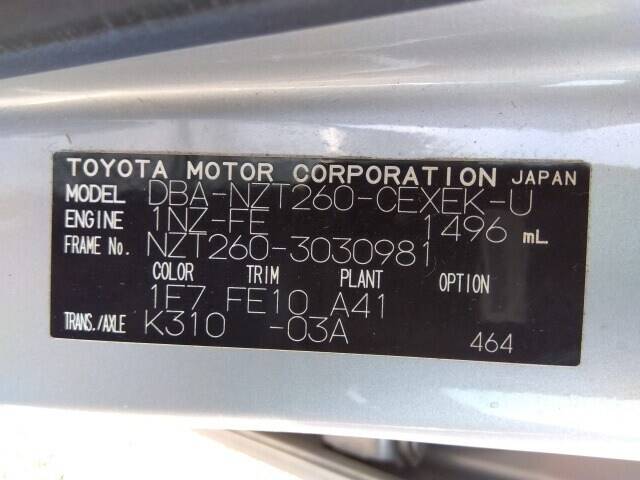 TOYOTA MOTOR CORPORATION JAPAN
MODEL DBA-NZT260-CEXEK-U
ENGINE 1NZ-FE 1496 mL
FRAME No. NZT260-3030981
COLOR TRIM PLANT OPTION
1E7 FE10 A41
TRANS./AXLE K310 -03A
464